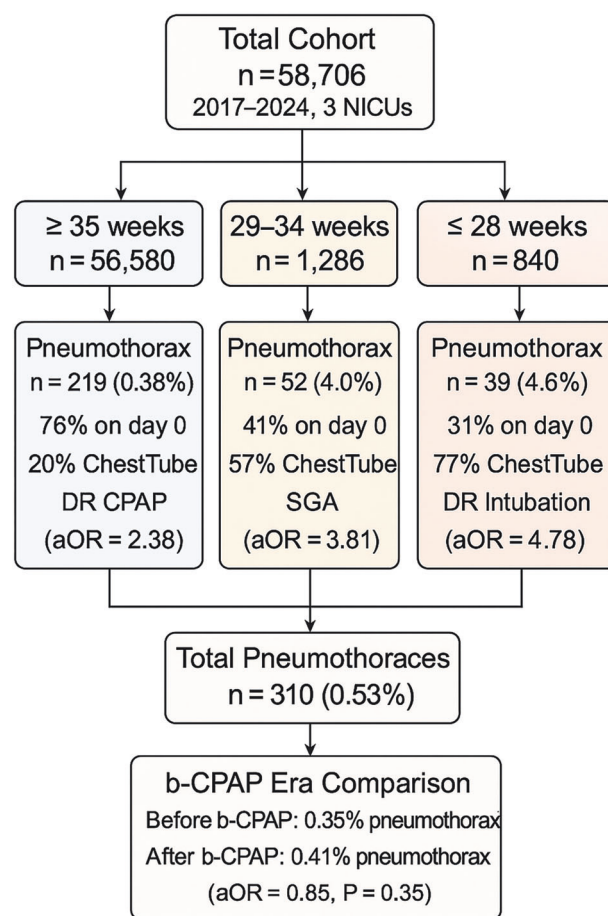 Total Cohort
n = 58,706
2017–2024, 3 NICUs
≥ 35 weeks
n = 56,580
29–34 weeks
n = 1,286
≤ 28 weeks
n = 840
Pneumothorax
n = 219 (0.38%)
76% on day 0
20% ChestTube
DR CPAP
(aOR = 2.38)
Pneumothorax
n = 52 (4.0%)
41% on day 0
57% ChestTube
SGA
(aOR = 3.81)
Pneumothorax
n = 39 (4.6%)
31% on day 0
77% ChestTube
DR Intubation
(aOR = 4.78)
Total Pneumothoraces
n = 310 (0.53%)
b-CPAP Era Comparison
Before b-CPAP: 0.35% pneumothorax
After b-CPAP: 0.41% pneumothorax
(aOR = 0.85, P = 0.35)